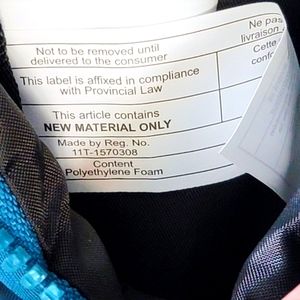 Not to be removed until
delivered to the consumer
This label is affixed in compliance
with Provincial Law
This article contains
NEW MATERIAL ONLY
Made by Reg. No.
11T-1570308
Content
Polyethylene Foam
Ne pas
livraison
Cette